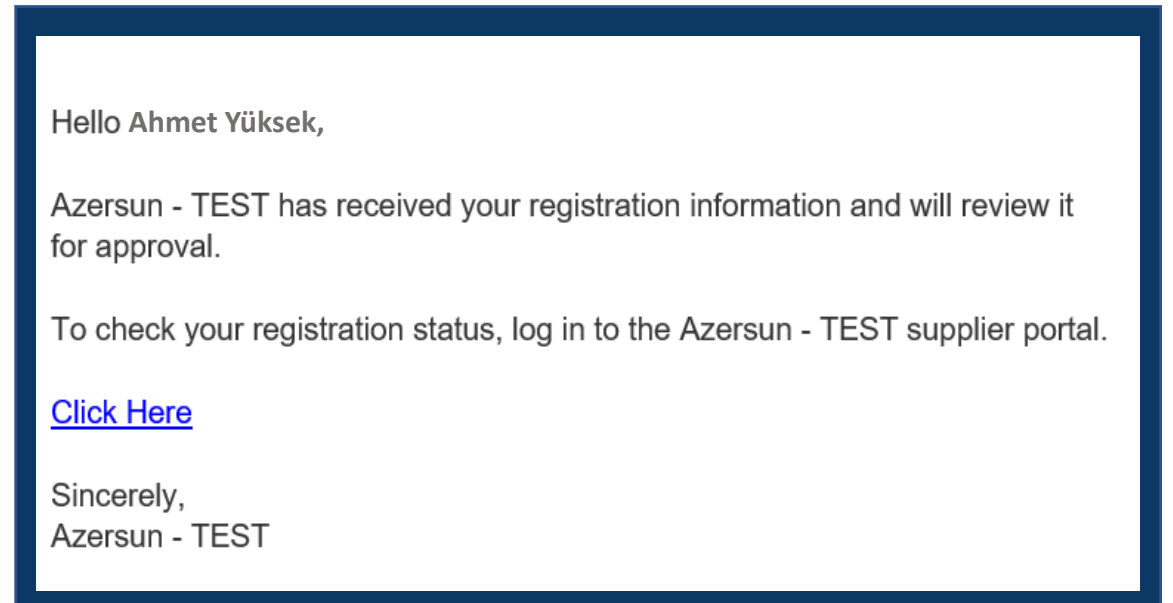 Hello Ahmet Yüksek,
Azersun - TEST has received your registration information and will review it
for approval.
To check your registration status, log in to the Azersun - TEST supplier portal.
Click Here
Sincerely,
Azersun - TEST